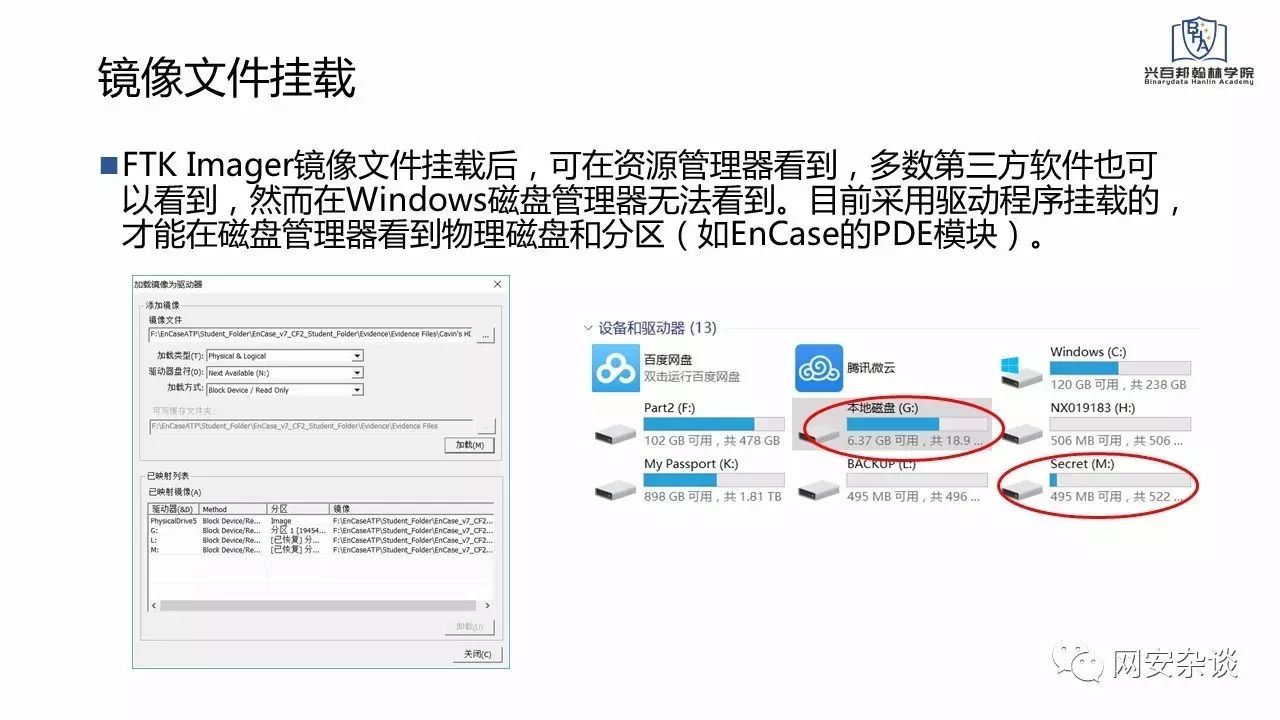 BHA
兴百邦翰林学院
Binarydata Hanlin Academy
镜像文件挂载
■FTK Imager镜像文件挂载后，可在资源管理器看到，多数第三方软件也可
以看到，然而在Windows磁盘管理器无法看到。目前采用驱动程序挂载的，
才能在磁盘管理器看到物理磁盘和分区（如EnCase的PDE模块）。
加载镜像为驱动器
添加镜像
镜像文件
F:\EnCaseATP\Student_Folder\EnCase_v7_CF2_Student_Folder\Evidence\Evidence Files\Cavin's HD
...
加载类型(T): Physical & Logical
驱动器盘符(D): Next Available (N:)
加载方式: Block Device / Read Only
可写缓存文件夹:
F:\EnCaseATP\Student_Folder\EnCase_v7_CF2_Student_Folder\Evidence\Evidence Files
...
加载(M)
已映射列表
已映射镜像(A)
驱动器(&D) Method 分区 镜像
PhysicalDrive5 Block Device/Re... Image F:\EnCaseATP\Student_Folder\EnCase_v7_CF2...
G: Block Device/Re... 分区 1 [19454... F:\EnCaseATP\Student_Folder\EnCase_v7_CF2...
L: Block Device/Re... [已恢复] 分... F:\EnCaseATP\Student_Folder\EnCase_v7_CF2...
M: Block Device/Re... [已恢复] 分... F:\EnCaseATP\Student_Folder\EnCase_v7_CF2...
卸载(U)
关闭(C)
设备和驱动器 (13)
百度网盘
双击运行百度网盘
腾讯微云
Windows (C:)
120 GB 可用，共 238 GB
Part2 (F:)
102 GB 可用，共 478 GB
本地磁盘 (G:)
6.37 GB 可用，共 18.9 ...
NX019183 (H:)
506 MB 可用，共 506 ...
My Passport (K:)
898 GB 可用，共 1.81 TB
BACKUP (L:)
495 MB 可用，共 496 ...
Secret (M:)
495 MB 可用，共 522 ...
网安杂谈